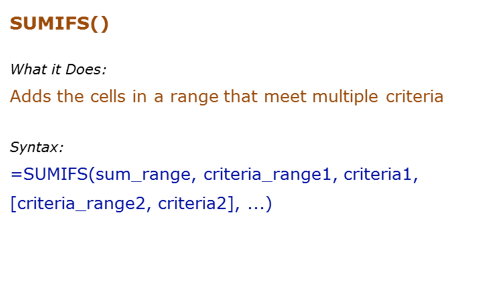 SUMIFS()
What it Does:
Adds the cells in a range that meet multiple criteria
Syntax:
=SUMIFS(sum_range, criteria_range1, criteria1,
[criteria_range2, criteria2], ...)